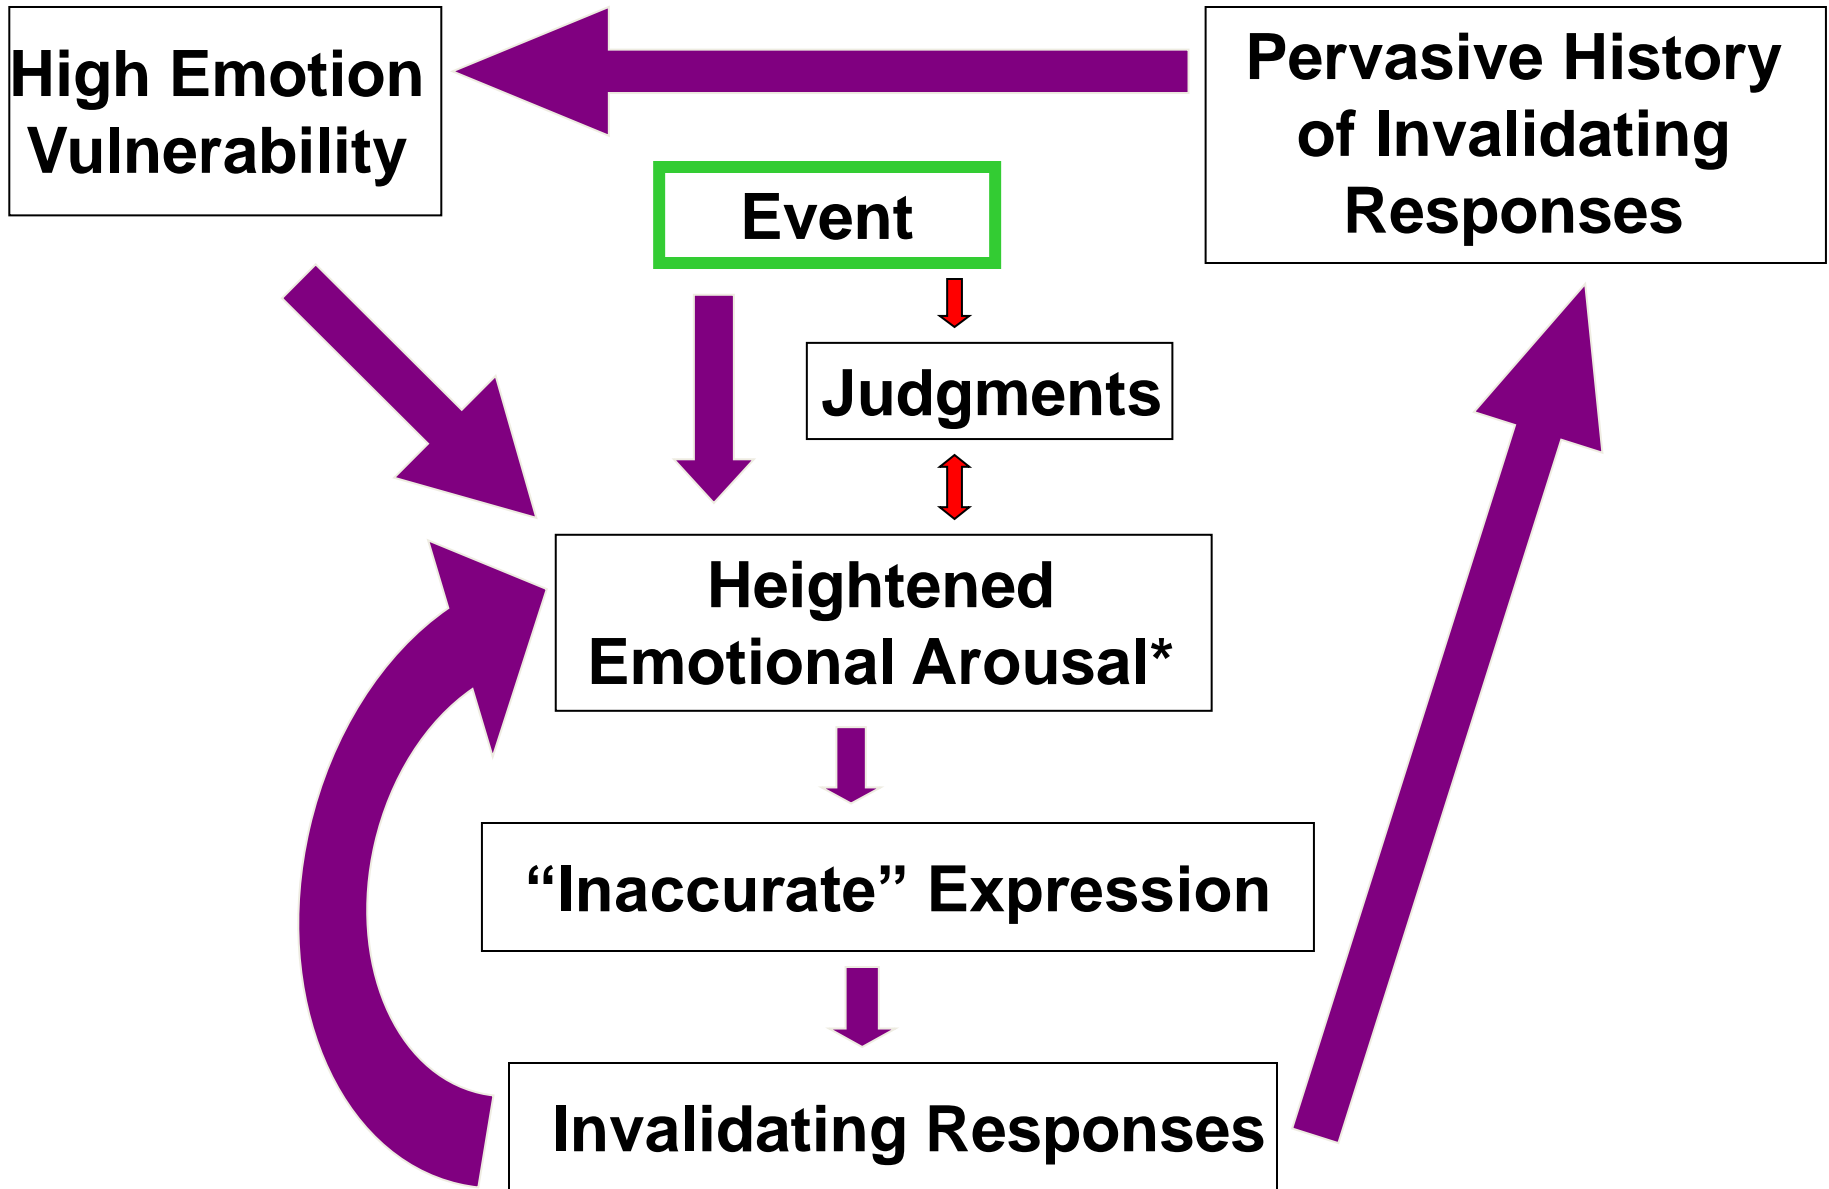 High Emotion
Vulnerability
Pervasive History
of Invalidating
Responses
Event
Judgments
Heightened
Emotional Arousal*
“Inaccurate” Expression
Invalidating Responses